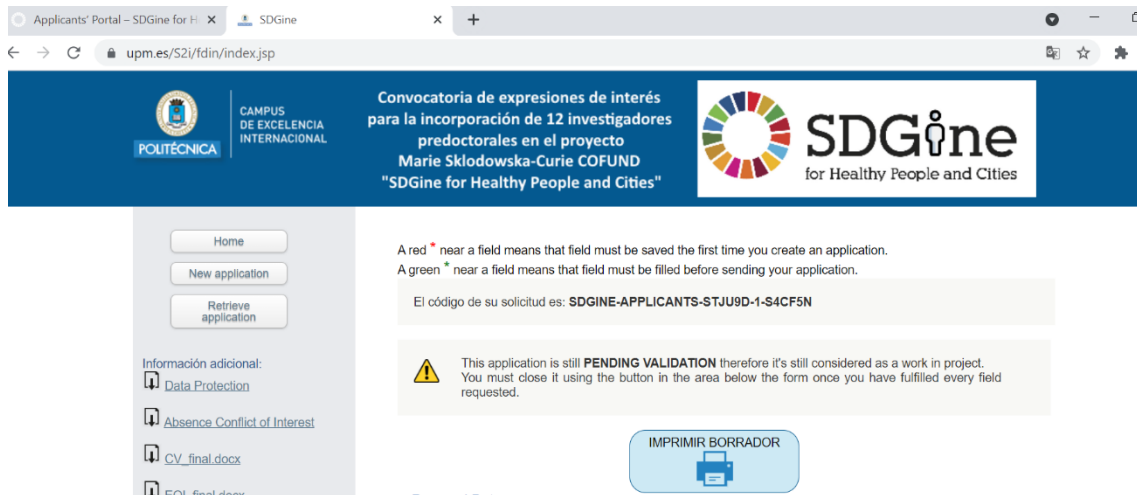 Applicants' Portal – SDGine for H
SDGine
upm.es/S2i/fdin/index.jsp
POLITÉCNICA
CAMPUS
DE EXCELENCIA
INTERNACIONAL
Convocatoria de expresiones de interés
para la incorporación de 12 investigadores
predoctorales en el proyecto
Marie Sklodowska-Curie COFUND
"SDGine for Healthy People and Cities"
SDGine
for Healthy People and Cities
Home
New application
Retrieve
application
Información adicional:
Data Protection
Absence Conflict of Interest
CV_final.docx
EOI_final.docx
A red * near a field means that field must be saved the first time you create an application.
A green * near a field means that field must be filled before sending your application.
El código de su solicitud es: SDGINE-APPLICANTS-STJU9D-1-S4CF5N
This application is still PENDING VALIDATION therefore it's still considered as a work in project.
You must close it using the button in the area below the form once you have fulfilled every field
requested.
IMPRIMIR BORRADOR